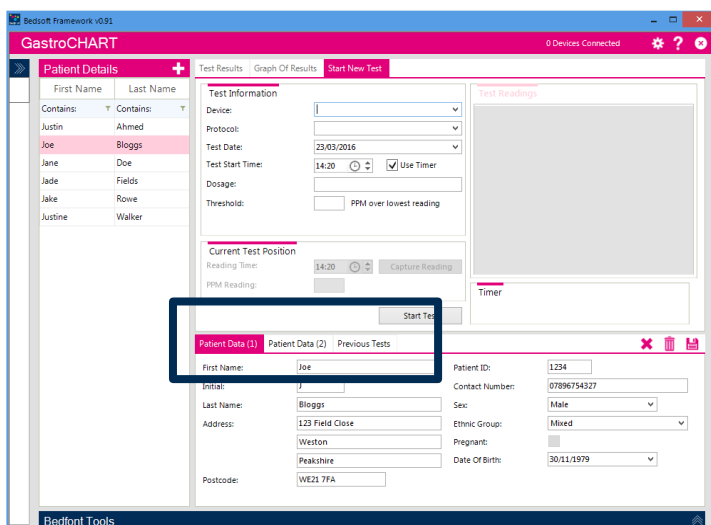 Bedsoft Framework v0.91
GastroCHART
0 Devices Connected
?
Patient Details
First Name Last Name
Contains: Contains:
Justin Ahmed
Joe Bloggs
Jane Doe
Jade Fields
Jake Rowe
Justine Walker
Test Results Graph Of Results Start New Test
Test Information
Device:
Protocol:
Test Date: 23/03/2016
Test Start Time: 14:20 Use Timer
Dosage:
Threshold: PPM over lowest reading
Current Test Position
Reading Time: 14:20 Capture Reading
PPM Reading:
Start Te
Test Readings
Timer
Patient Data (1) Patient Data (2) Previous Tests
First Name: Joe
Initial: J
Last Name: Bloggs
Address: 123 Field Close
Weston
Peakshire
Postcode: WE21 7FA
Patient ID: 1234
Contact Number: 07896754327
Sex: Male
Ethnic Group: Mixed
Pregnant:
Date Of Birth: 30/11/1979
Bedfont Tools